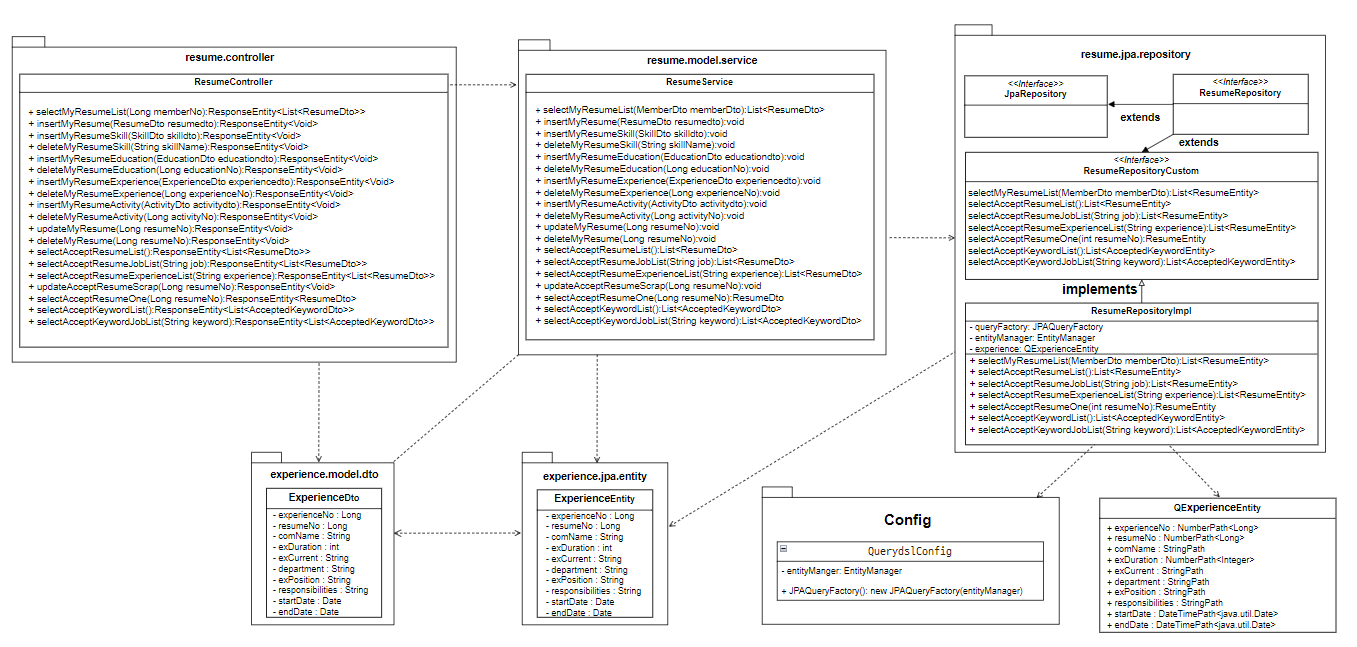 resume.controller
ResumeController
+ selectMyResumeList(Long memberNo):ResponseEntity<List<ResumeDto>>
+ insertMyResume(ResumeDto resumedto):ResponseEntity<Void>
+ insertMyResumeSkill(SkillDto skilldto):ResponseEntity<Void>
+ deleteMyResumeSkill(String skillName):ResponseEntity<Void>
+ insertMyResumeEducation(EducationDto educationdto):ResponseEntity<Void>
+ deleteMyResumeEducation(Long educationNo):ResponseEntity<Void>
+ insertMyResumeExperience(ExperienceDto experiencedto):ResponseEntity<Void>
+ deleteMyResumeExperience(Long experienceNo):ResponseEntity<Void>
+ insertMyResumeActivity(ActivityDto activitydto):ResponseEntity<Void>
+ deleteMyResumeActivity(Long activityNo):ResponseEntity<Void>
+ updateMyResume(Long resumeNo):ResponseEntity<Void>
+ deleteMyResume(Long resumeNo):ResponseEntity<Void>
+ selectAcceptResumeList():ResponseEntity<List<ResumeDto>>
+ selectAcceptResumeJobList(String job):ResponseEntity<List<ResumeDto>>
+ selectAcceptResumeExperienceList(String experience):ResponseEntity<List<ResumeDto>>
+ updateAcceptResumeScrap(Long resumeNo):ResponseEntity<Void>
+ selectAcceptResumeOne(Long resumeNo):ResponseEntity<ResumeDto>
+ selectAcceptKeywordList():ResponseEntity<List<AcceptedKeywordDto>>
+ selectAcceptKeywordJobList(String keyword):ResponseEntity<List<AcceptedKeywordDto>>
resume.model.service
ResumeService
+ selectMyResumeList(MemberDto memberDto):List<ResumeDto>
+ insertMyResume(ResumeDto resumedto):void
+ insertMyResumeSkill(SkillDto skilldto):void
+ deleteMyResumeSkill(String skillName):void
+ insertMyResumeEducation(EducationDto educationdto):void
+ deleteMyResumeEducation(Long educationNo):void
+ insertMyResumeExperience(ExperienceDto experiencedto):void
+ deleteMyResumeExperience(Long experienceNo):void
+ insertMyResumeActivity(ActivityDto activitydto):void
+ deleteMyResumeActivity(Long activityNo):void
+ updateMyResume(Long resumeNo):void
+ deleteMyResume(Long resumeNo):void
+ selectAcceptResumeList():List<ResumeDto>
+ selectAcceptResumeJobList(String job):List<ResumeDto>
+ selectAcceptResumeExperienceList(String experience):List<ResumeDto>
+ updateAcceptResumeScrap(Long resumeNo):void
+ selectAcceptResumeOne(Long resumeNo):ResumeDto
+ selectAcceptKeywordList():List<AcceptedKeywordDto>
+ selectAcceptKeywordJobList(String keyword):List<AcceptedKeywordDto>
resume.jpa.repository
<<Interface>>
JpaRepository
<<Interface>>
ResumeRepository
extends
extends
<<Interface>>
ResumeRepositoryCustom
selectMyResumeList(MemberDto memberDto):List<ResumeEntity>
selectAcceptResumeList():List<ResumeEntity>
selectAcceptResumeJobList(String job):List<ResumeEntity>
selectAcceptResumeExperienceList(String experience):List<ResumeEntity>
selectAcceptResumeOne(int resumeNo):ResumeEntity
selectAcceptKeywordList():List<AcceptedKeywordEntity>
selectAcceptKeywordJobList(String keyword):List<AcceptedKeywordEntity>
implements
ResumeRepositoryImpl
- queryFactory: JPAQueryFactory
- entityManager: EntityManager
- experience: QExperienceEntity
+ selectMyResumeList(MemberDto memberDto):List<ResumeEntity>
+ selectAcceptResumeList():List<ResumeEntity>
+ selectAcceptResumeJobList(String job):List<ResumeEntity>
+ selectAcceptResumeExperienceList(String experience):List<ResumeEntity>
+ selectAcceptResumeOne(int resumeNo):ResumeEntity
+ selectAcceptKeywordList():List<AcceptedKeywordEntity>
+ selectAcceptKeywordJobList(String keyword):List<AcceptedKeywordEntity>
experience.model.dto
ExperienceDto
- experienceNo : Long
- resumeNo : Long
- comName : String
- exDuration : int
- exCurrent : String
- department : String
- exPosition : String
- responsibilities : String
- startDate : Date
- endDate : Date
experience.jpa.entity
ExperienceEntity
- experienceNo : Long
- resumeNo : Long
- comName : String
- exDuration : int
- exCurrent : String
- department : String
- exPosition : String
- responsibilities : String
- startDate : Date
- endDate : Date
Config
QuerydslConfig
- entityManger: EntityManager
+ JPAQueryFactory(): new JPAQueryFactory(entityManager)
QExperienceEntity
+ experienceNo : NumberPath<Long>
+ resumeNo : NumberPath<Long>
+ comName : StringPath
+ exDuration : NumberPath<Integer>
+ exCurrent : StringPath
+ department : StringPath
+ exPosition : StringPath
+ responsibilities : StringPath
+ startDate : DateTimePath<java.util.Date>
+ endDate : DateTimePath<java.util.Date>